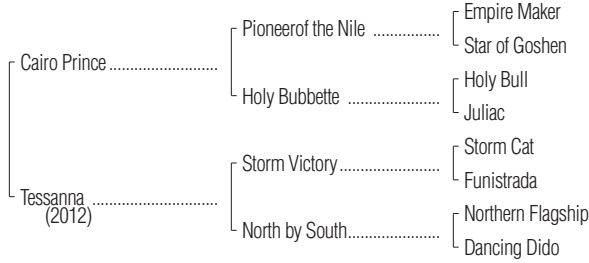 Empire Maker
Pioneerof the Nile ................
Star of Goshen
Cairo Prince ..........................
Holy Bull
Holy Bubbette ......................
Juliac
Storm Cat
Storm Victory........................
Funistrada
Tessanna ..............................
(2012)
Northern Flagship
North by South......................
Dancing Dido